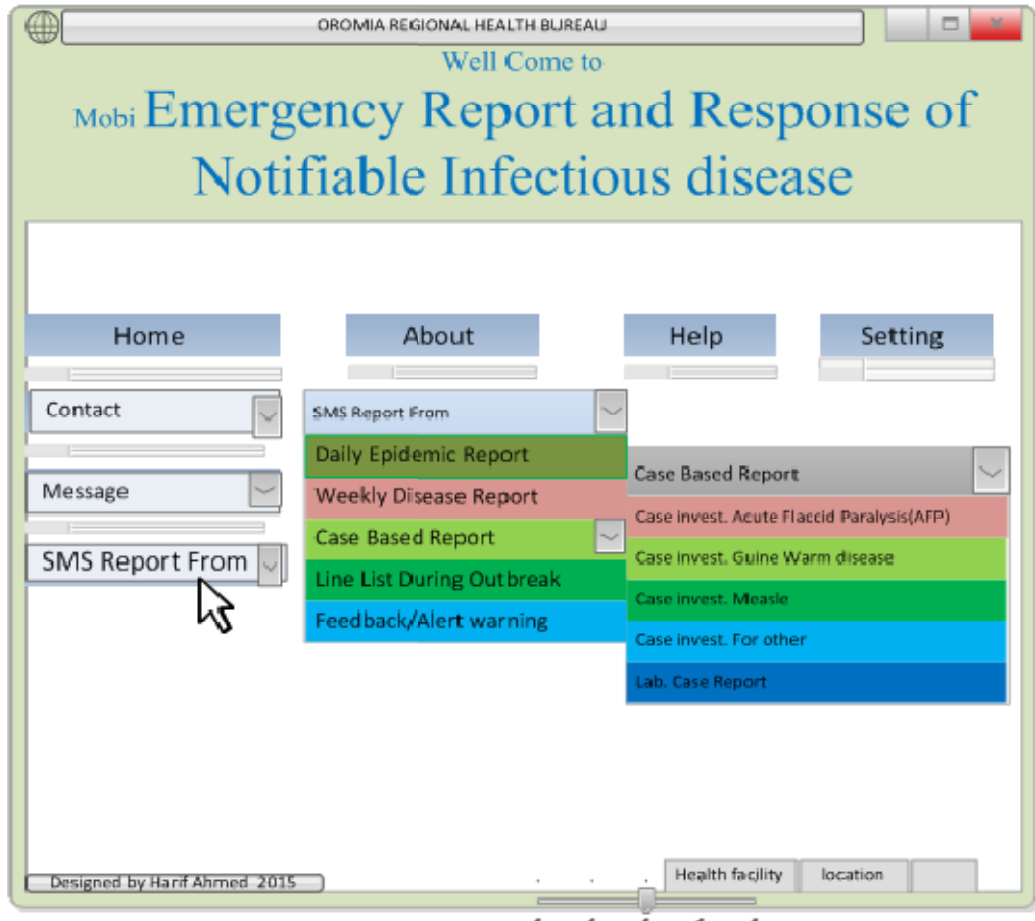 OROMIA REGIONAL HEALTH BUREAU
Well Come to
Mobi Emergency Report and Response of
Notifiable Infectious disease
Home
About
Help
Setting
Contact
Message
SMS Report From
SMS Report From
Daily Epidemic Report
Weekly Disease Report
Case Based Report
Line List During Outbreak
Feedback/Alert warning
Case Based Report
Case invest. Acute Flaccid Paralysis(AFP)
Case invest. Guine Warm disease
Case invest. Measle
Case invest. For other
Lab. Case Report
Designed by Harif Ahmed 2015
Health facility
location